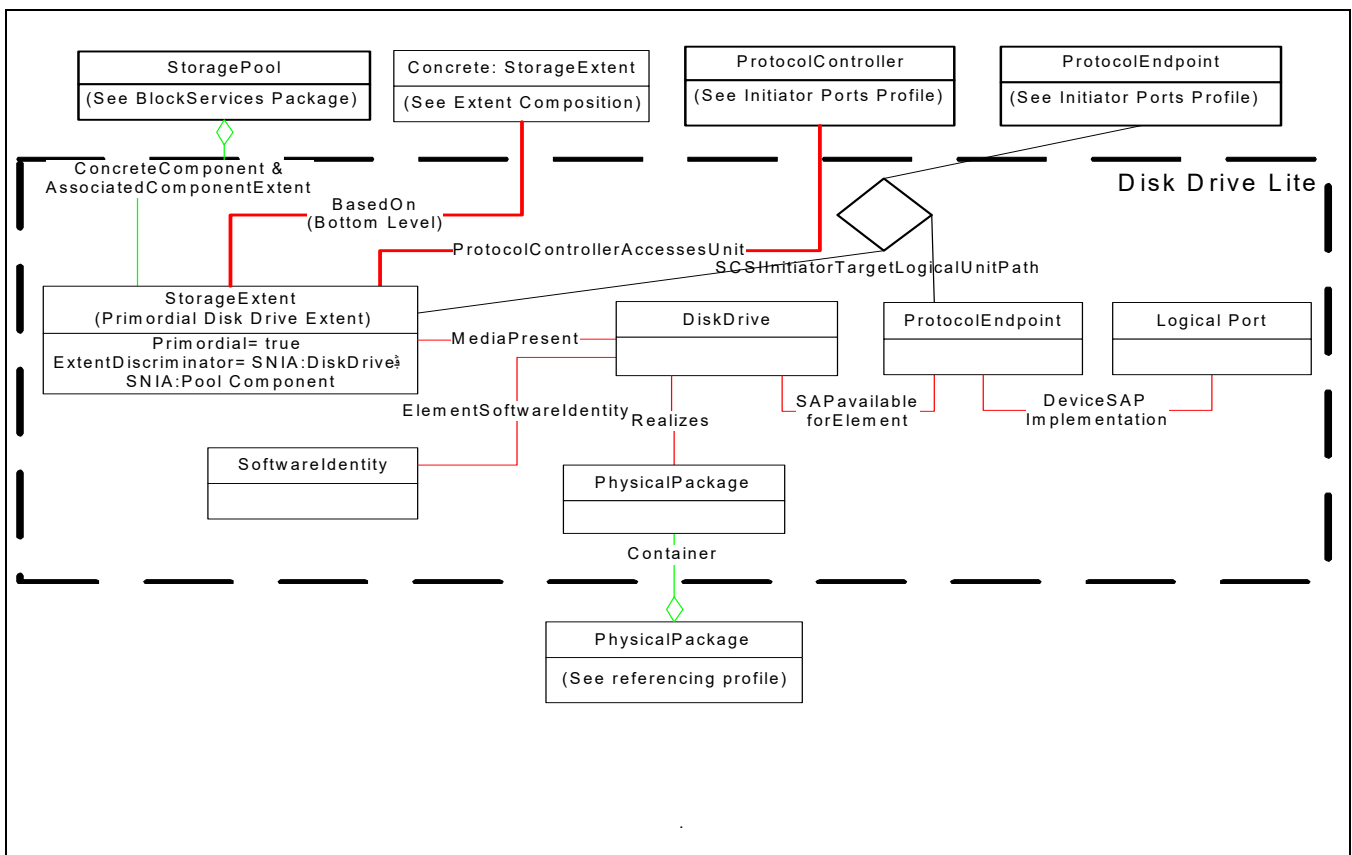 StoragePool
(See BlockServices Package)
Concrete: StorageExtent
(See Extent Composition)
ProtocolController
(See Initiator Ports Profile)
ProtocolEndpoint
(See Initiator Ports Profile)
ConcreteComponent &
AssociatedComponentExtent
Disk Drive Lite
BasedOn
(Bottom Level)
ProtocolControllerAccessesUnit
SCSIInitiatorTargetLogicalUnitPath
StorageExtent
(Primordial Disk Drive Extent)
Primordial= true
ExtentDiscriminator= SNIA:DiskDrive
SNIA:Pool Component
MediaPresent
DiskDrive
ProtocolEndpoint
Logical Port
ElementSoftwareIdentity
Realizes
SAPavailable
forElement
DeviceSAP
Implementation
SoftwareIdentity
PhysicalPackage
Container
PhysicalPackage
(See referencing profile)
.